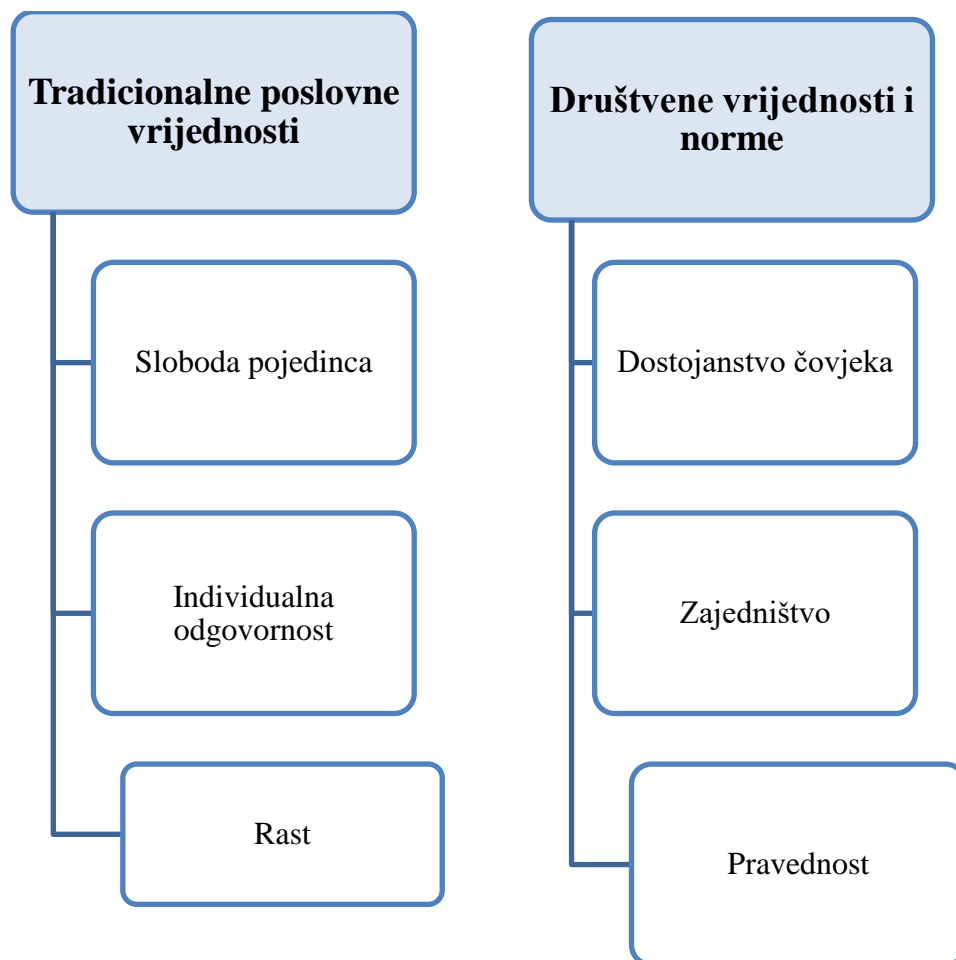 Tradicionalne poslovne
vrijednosti
Sloboda pojedinca
Individualna
odgovornost
Rast
Društvene vrijednosti i
norme
Dostojanstvo čovjeka
Zajedništvo
Pravednost